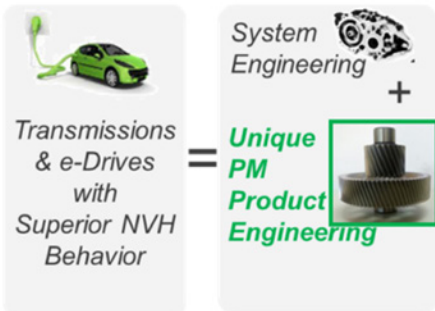 Transmissions
& e-Drives
with
Superior NVH
Behavior
=
System
Engineering
+
Unique
PM
Product
Engineering